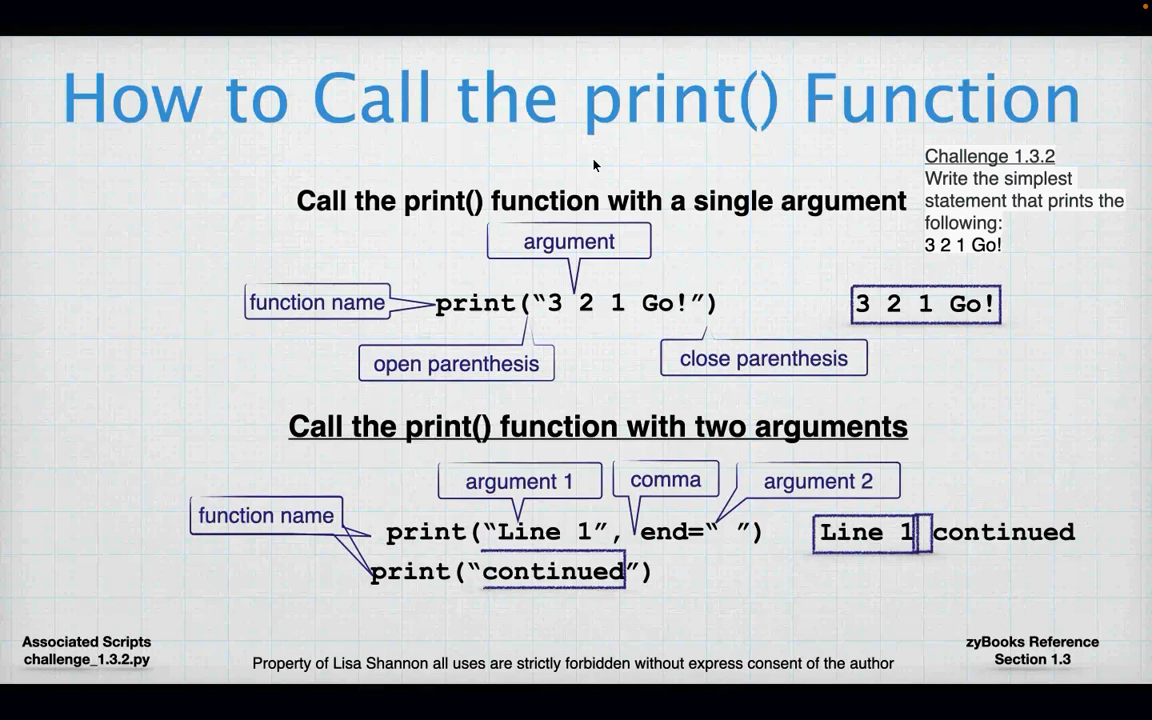 How to Call the print() Function
Challenge 1.3.2
Write the simplest
statement that prints the
following:
3 2 1 Go!
Call the print() function with a single argument
argument
function name
print(“3 2 1 Go!”)
3 2 1 Go!
open parenthesis
close parenthesis
Call the print() function with two arguments
argument 1
comma
argument 2
function name
print(“Line 1”, end=“ ”)
Line 1 continued
print(“continued”)
Associated Scripts
challenge_1.3.2.py
Property of Lisa Shannon all uses are strictly forbidden without express consent of the author
zyBooks Reference
Section 1.3